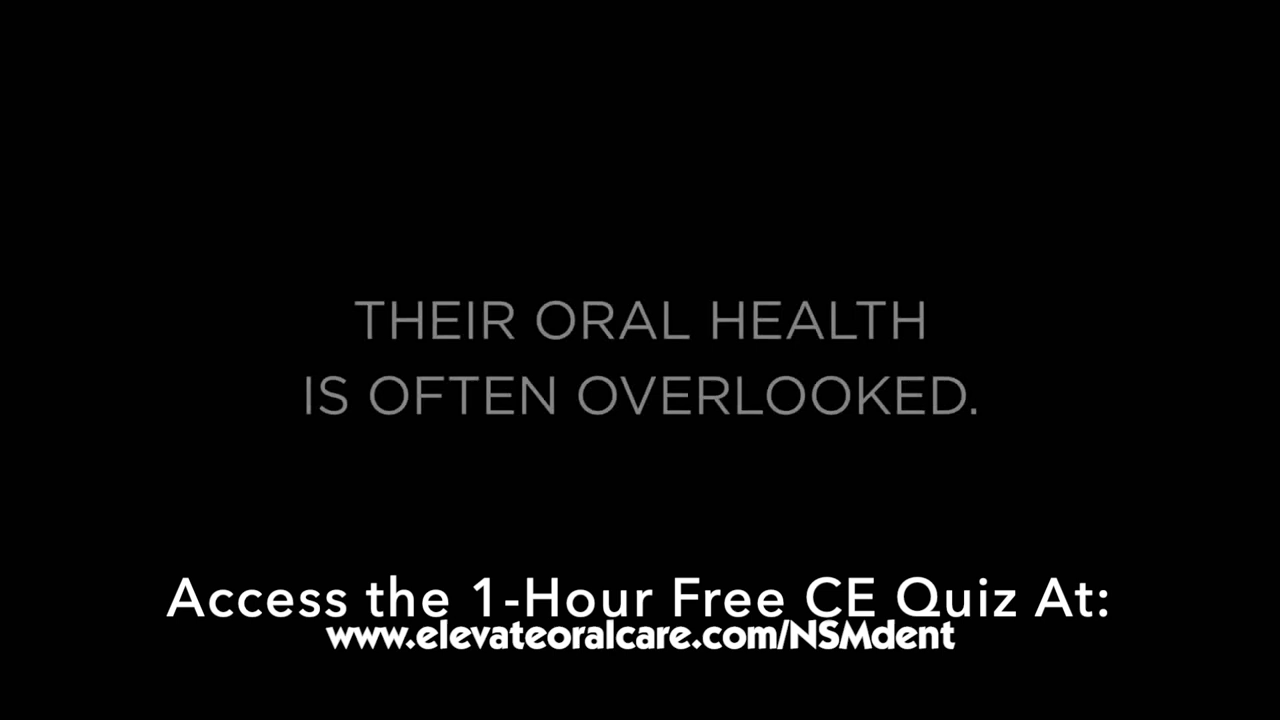 THEIR ORAL HEALTH
IS OFTEN OVERLOOKED.
Access the 1-Hour Free CE Quiz At:
www.elevateoralcare.com/NSMdent